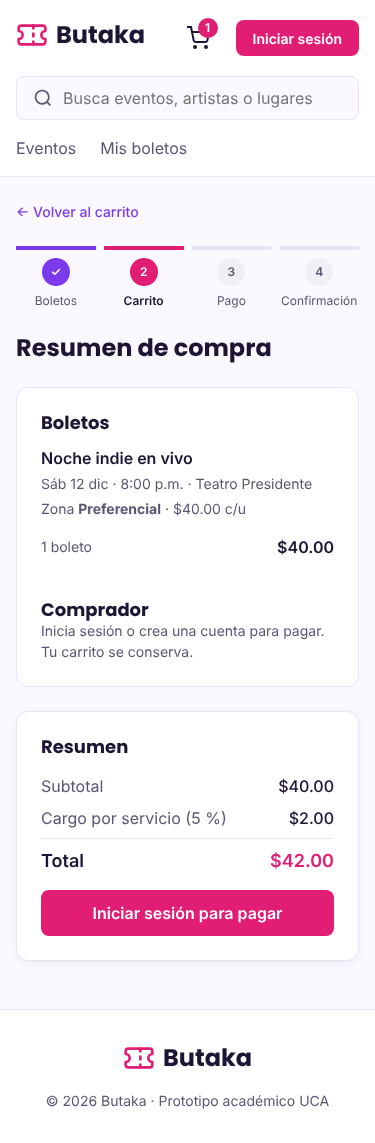 Butaka
1
Iniciar sesión
Busca eventos, artistas o lugares
Eventos
Mis boletos
← Volver al carrito
Boletos
2
Carrito
3
Pago
4
Confirmación
Resumen de compra
Boletos
Noche indie en vivo
Sáb 12 dic · 8:00 p.m. · Teatro Presidente
Zona Preferencial · $40.00 c/u
1 boleto $40.00
Comprador
Inicia sesión o crea una cuenta para pagar.
Tu carrito se conserva.
Resumen
Subtotal $40.00
Cargo por servicio (5 %) $2.00
Total $42.00
Iniciar sesión para pagar
Butaka
© 2026 Butaka · Prototipo académico UCA